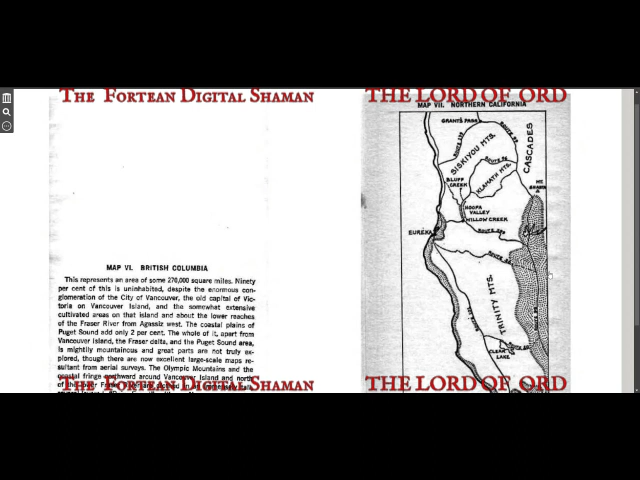 THE FORTEAN DIGITAL SHAMAN
THE LORD OF ORD
MAP VI. BRITISH COLUMBIA
This represents an area of some 270,000 square miles. Ninety
per cent of this is uninhabited, despite the enormous con-
glomeration of the City of Vancouver, the old capital of Vic-
toria on Vancouver Island, and the somewhat extensive
cultivated areas on that island and about the lower reaches
of the Fraser River from Agassiz west. The coastal plains of
Puget Sound add only 2 per cent. The whole of it, apart from
Vancouver Island, the Fraser delta, and the Puget Sound area,
is mightily mountainous and great parts are not truly ex-
plored, though there are now excellent large-scale maps re-
sultant from aerial surveys. The Olympic Mountains and the
coastal fringe northward around Vancouver Island and north
THE FORTEAN DIGITAL SHAMAN
MAP VII. NORTHERN CALIFORNIA
GRANTS PASS
SISKIYOU MTS.
CASCADES
BLUFF
CREEK
KLAMATH MTS.
MT.
SHASTA
HOOPA
VALLEY
WILLOW CREEK
EUREKA
TRINITY MTS.
CLEAR
LAKE
THE LORD OF ORD